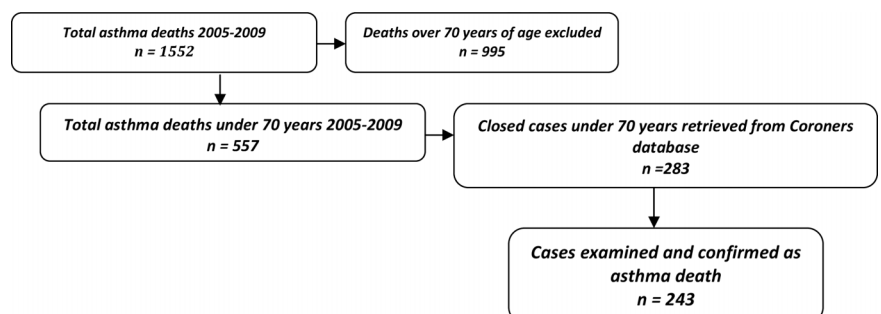 Total asthma deaths 2005-2009
n = 1552
Deaths over 70 years of age excluded
n = 995
Total asthma deaths under 70 years 2005-2009
n = 557
Closed cases under 70 years retrieved from Coroners
database
n =283
Cases examined and confirmed as
asthma death
n = 243